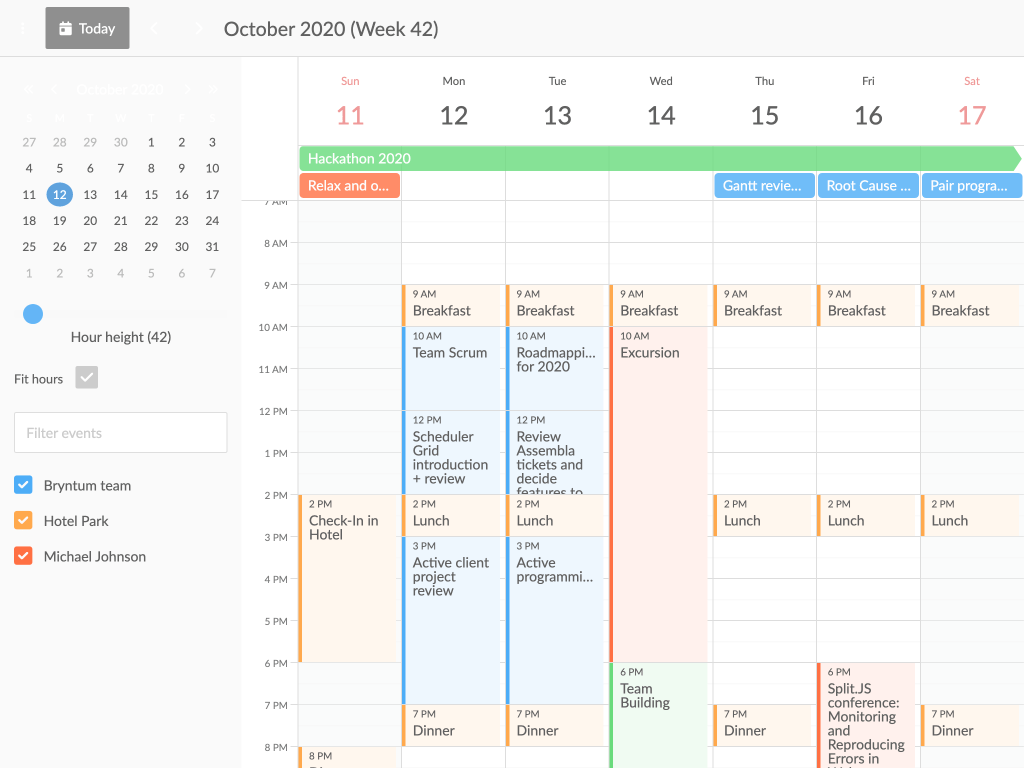 Today
October 2020 (Week 42)
October 2020
27 28 29 30 1 2 3
4 5 6 7 8 9 10
11 12 13 14 15 16 17
18 19 20 21 22 23 24
25 26 27 28 29 30 31
1 2 3 4 5 6 7
Hour height (42)
Fit hours
Filter events
Bryntum team
Hotel Park
Michael Johnson
Sun Mon Tue Wed Thu Fri Sat
11 12 13 14 15 16 17
Hackathon 2020
Relax and o... Gantt revie... Root Cause ... Pair progra...
7 AM
8 AM
9 AM
10 AM
11 AM
12 PM
1 PM
2 PM
3 PM
4 PM
5 PM
6 PM
7 PM
8 PM
2 PM
Check-In in
Hotel
8 PM
9 AM
Breakfast
10 AM
Team Scrum
12 PM
Scheduler
Grid
introduction
+ review
2 PM
Lunch
3 PM
Active client
project
review
7 PM
Dinner
9 AM
Breakfast
10 AM
Roadmappi...
for 2020
12 PM
Review
Assembla
tickets and
decide
features to
2 PM
Lunch
3 PM
Active
programmi...
7 PM
Dinner
9 AM
Breakfast
10 AM
Excursion
6 PM
Team
Building
9 AM
Breakfast
2 PM
Lunch
7 PM
Dinner
9 AM
Breakfast
2 PM
Lunch
6 PM
Split.JS
conference:
Monitoring
and
Reproducing
Errors in
9 AM
Breakfast
2 PM
Lunch
7 PM
Dinner